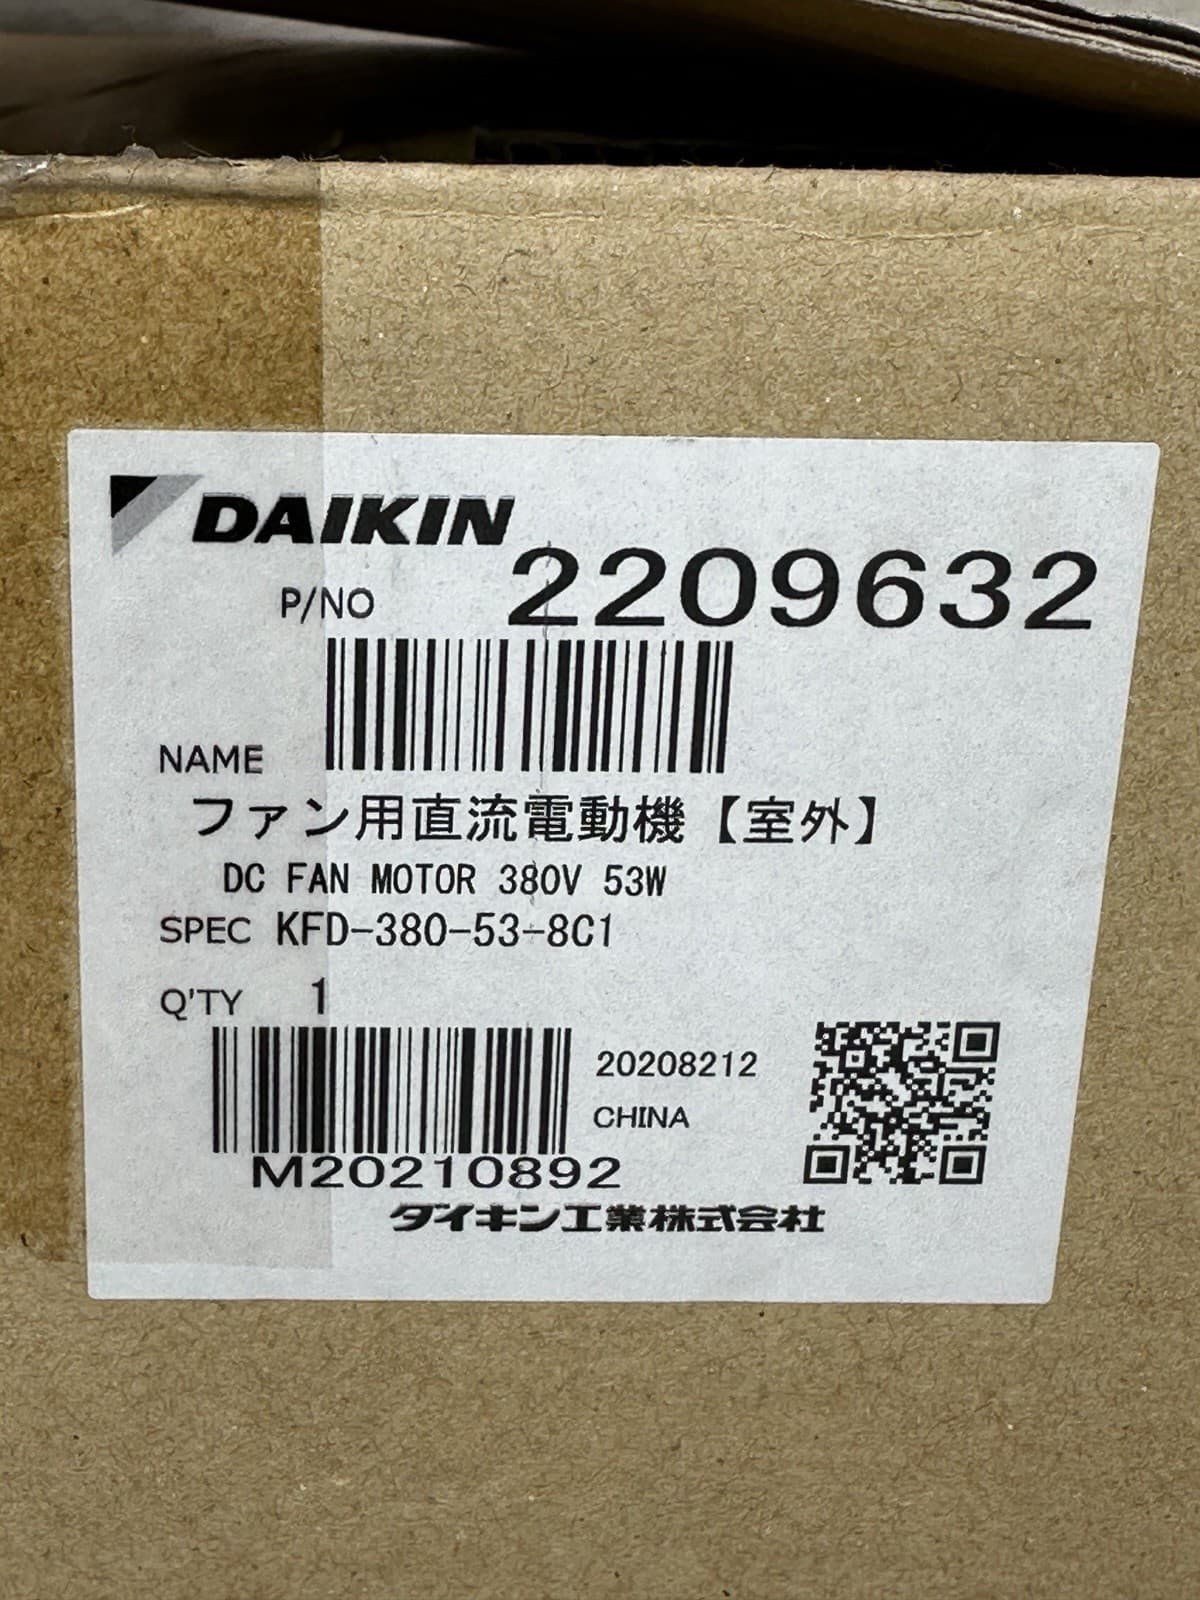 DAIKIN
P/NO 2209632
NAME
ファン用直流電動機【室外】
DC FAN MOTOR 380V 53W
SPEC KFD-380-53-8C1
Q'TY 1
20208212
CHINA
M20210892
ダイキン工業株式会社